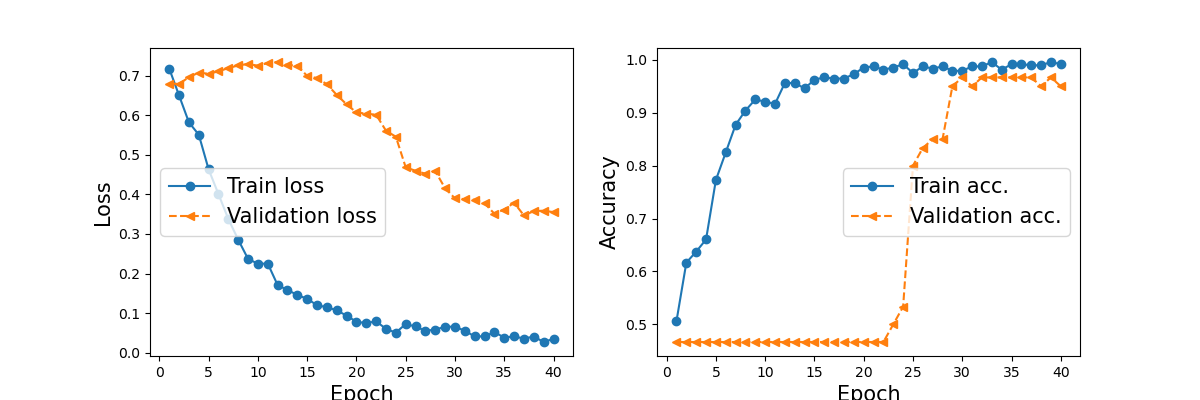 0.7
0.6
0.5
0.4
0.3
0.2
0.1
0.0
Loss
Train loss
Validation loss
0 5 10 15 20 25 30 35 40
Epoch
1.0
0.9
0.8
0.7
0.6
0.5
Accuracy
Train acc.
Validation acc.
0 5 10 15 20 25 30 35 40
Epoch